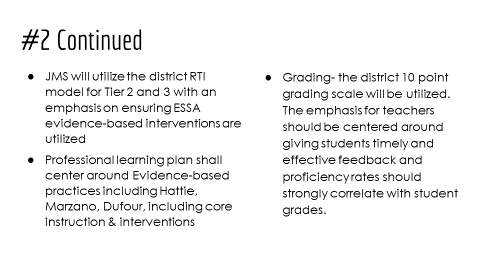 #2 Continued
● JMS will utilize the district RTI
model for Tier 2 and 3 with an
emphasis on ensuring ESSA
evidence-based interventions are
utilized
● Professional learning plan shall
center around Evidence-based
practices including Hattie,
Marzano, Dufour, including core
instruction & interventions
● Grading- the district 10 point
grading scale will be utilized.
The emphasis for teachers
should be centered around
giving students timely and
effective feedback and
proficiency rates should
strongly correlate with student
grades.